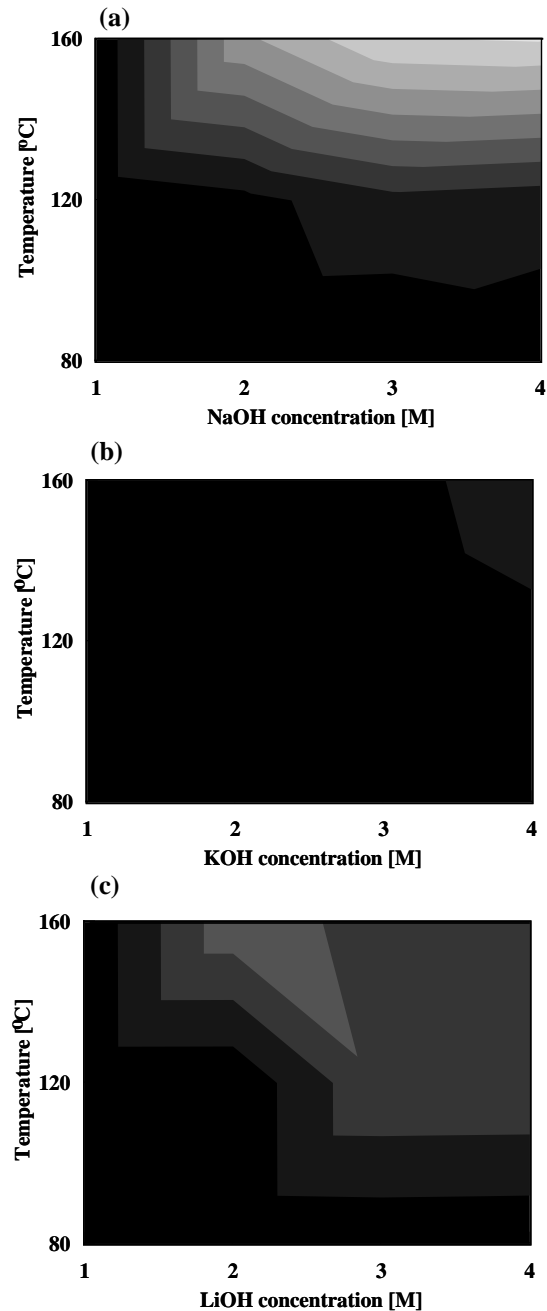 (a)
160
120
80
Temperature [ºC]
1 2 3 4
NaOH concentration [M]
(b)
160
120
80
Temperature [⁰C]
1 2 3 4
KOH concentration [M]
(c)
160
120
80
Temperature [⁰C]
1 2 3 4
LiOH concentration [M]